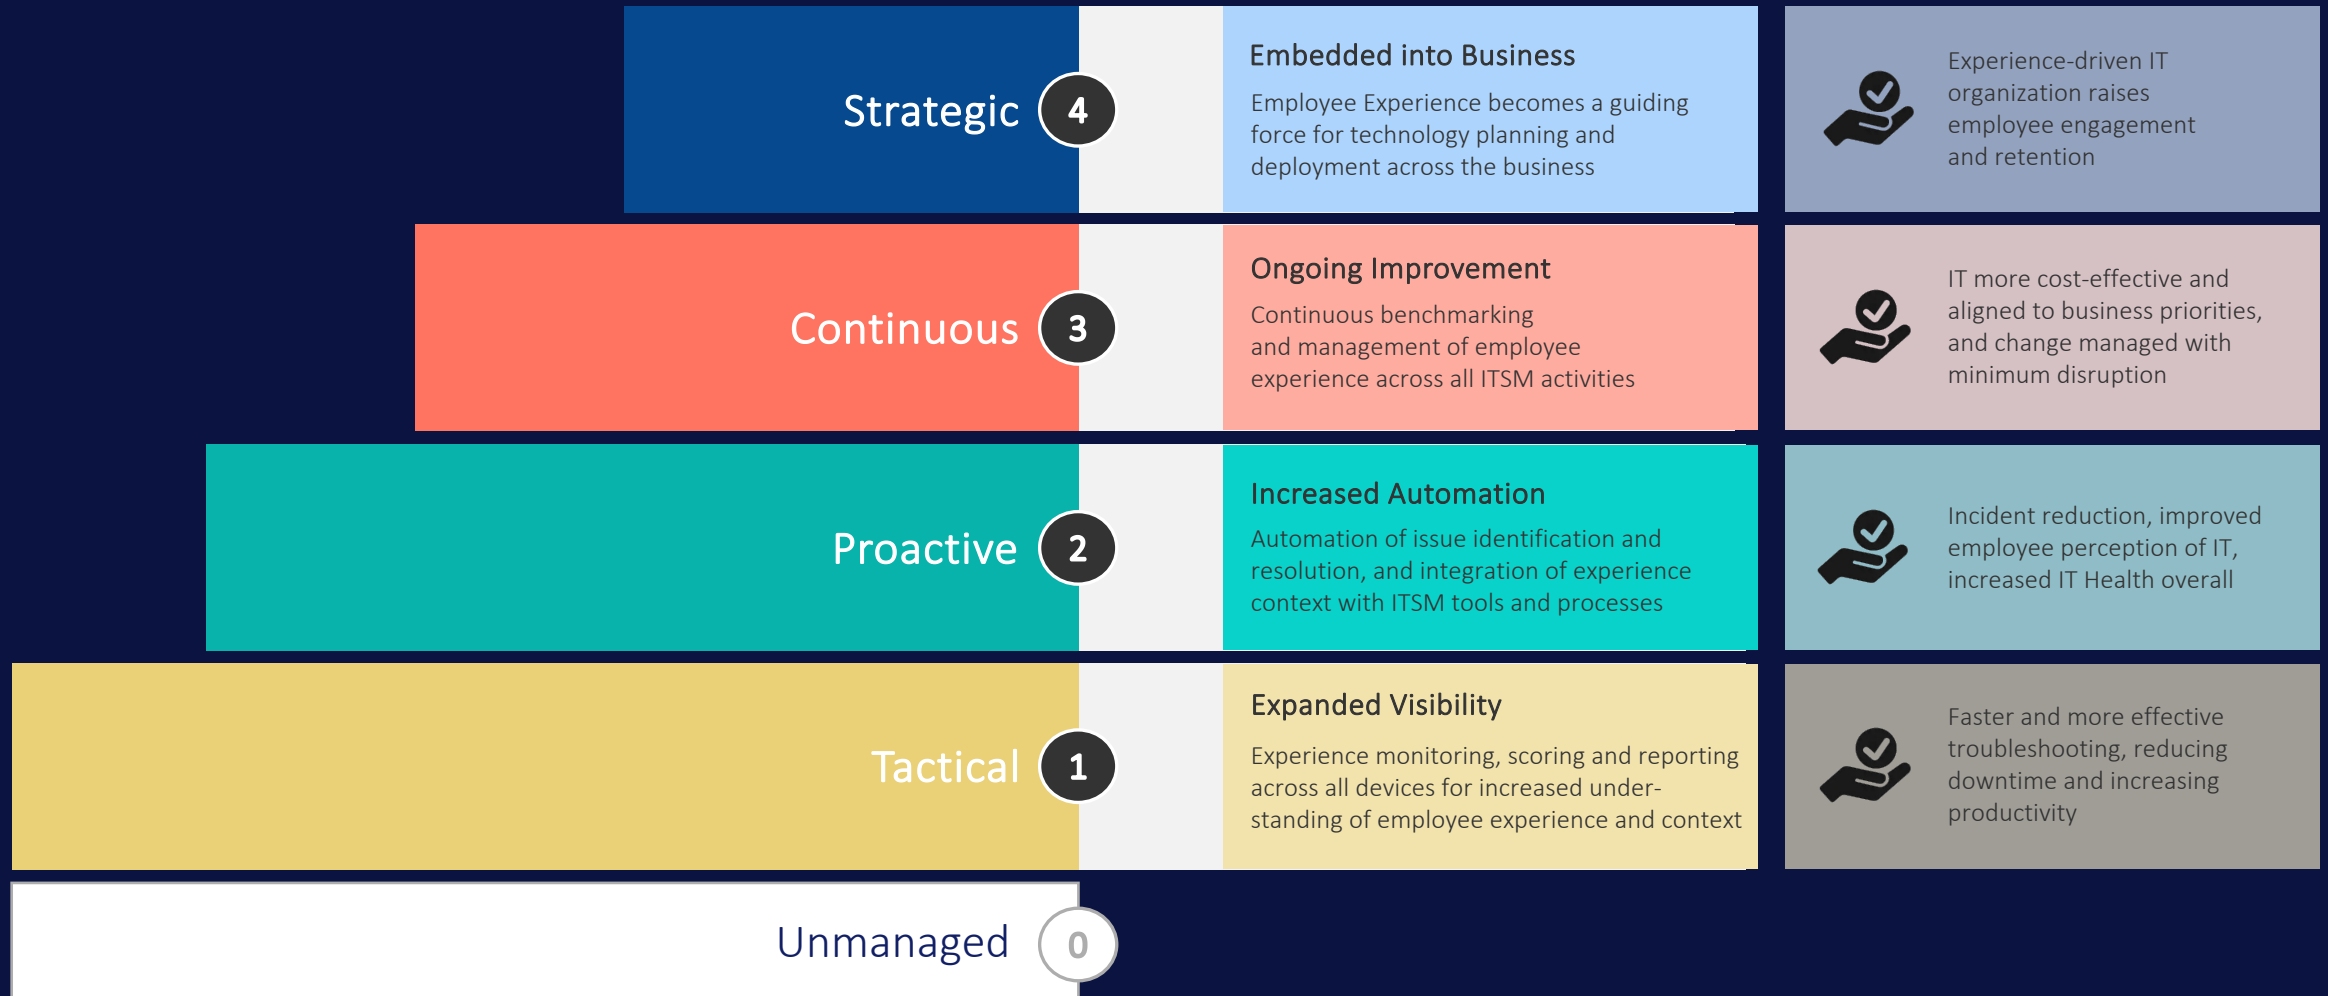 Strategic
4
Embedded into Business
Employee Experience becomes a guiding
force for technology planning and
deployment across the business
Experience-driven IT
organization raises
employee engagement
and retention
Continuous
3
Ongoing Improvement
Continuous benchmarking
and management of employee
experience across all ITSM activities
IT more cost-effective and
aligned to business priorities,
and change managed with
minimum disruption
Proactive
2
Increased Automation
Automation of issue identification and
resolution, and integration of experience
context with ITSM tools and processes
Incident reduction, improved
employee perception of IT,
increased IT Health overall
Tactical
1
Expanded Visibility
Experience monitoring, scoring and reporting
across all devices for increased under-
standing of employee experience and context
Faster and more effective
troubleshooting, reducing
downtime and increasing
productivity
Unmanaged
0